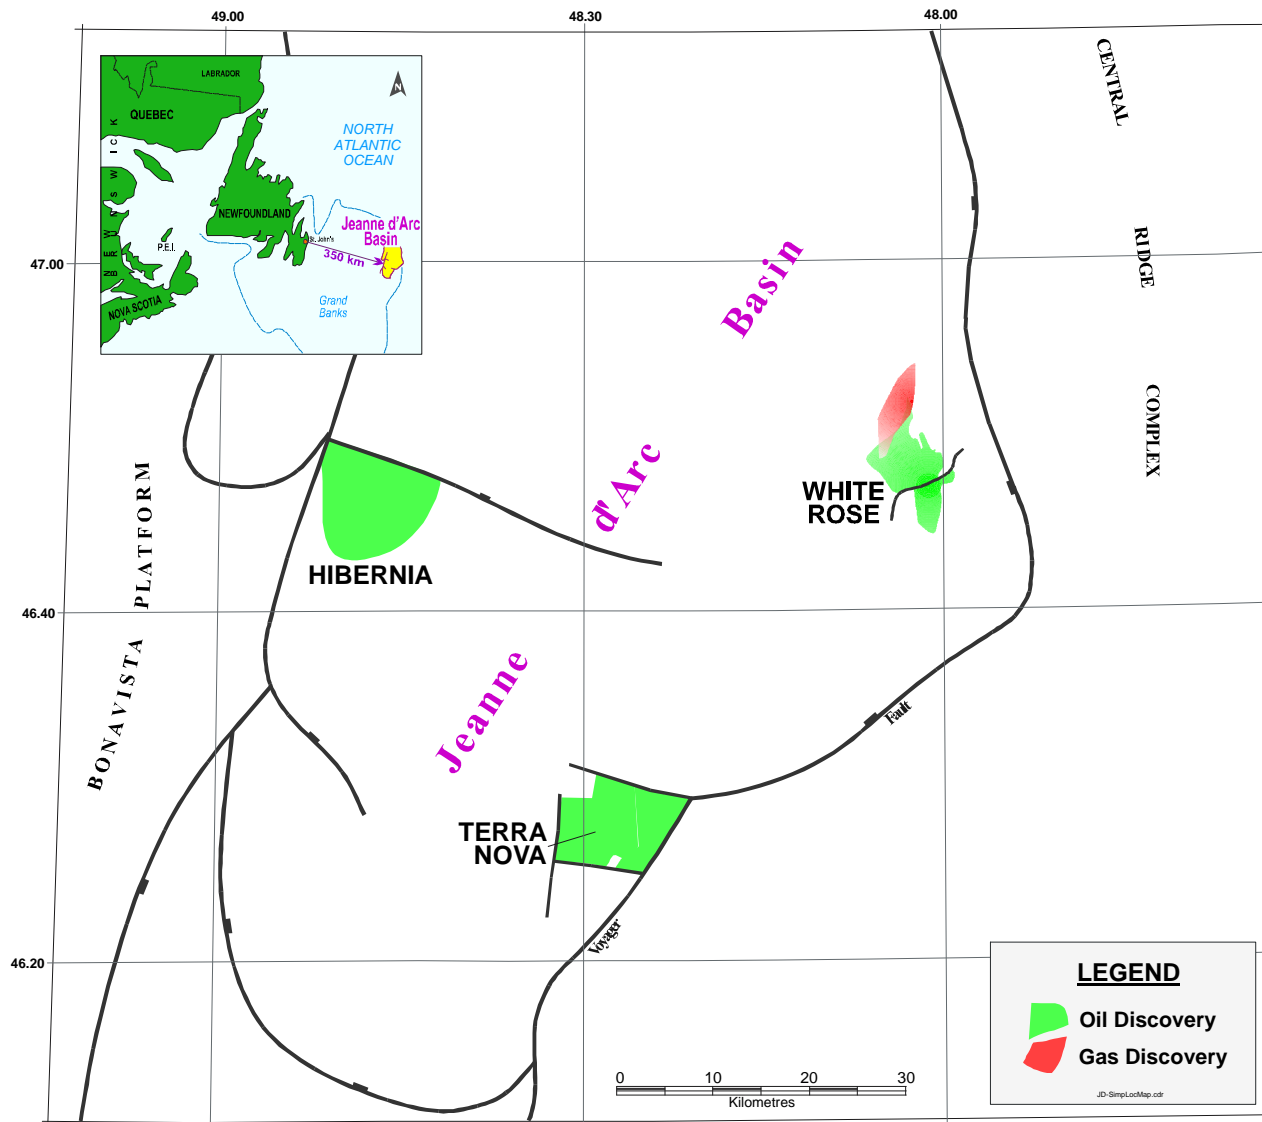 49.00
48.30
48.00
CENTRAL
RIDGE
COMPLEX
LABRADOR
QUEBEC
N
NORTH
ATLANTIC
OCEAN
NEW BRUNSWICK
NEWFOUNDLAND
St. John's
Jeanne d'Arc
Basin
350 km
P.E.I.
NOVA SCOTIA
Grand
Banks
47.00
Jeanne d'Arc Basin
WHITE
ROSE
HIBERNIA
BONAVISTA PLATFORM
46.40
Fault
TERRA
NOVA
Voyager
46.20
LEGEND
Oil Discovery
Gas Discovery
JD-SimpLocMap.cdr
0 10 20 30
Kilometres